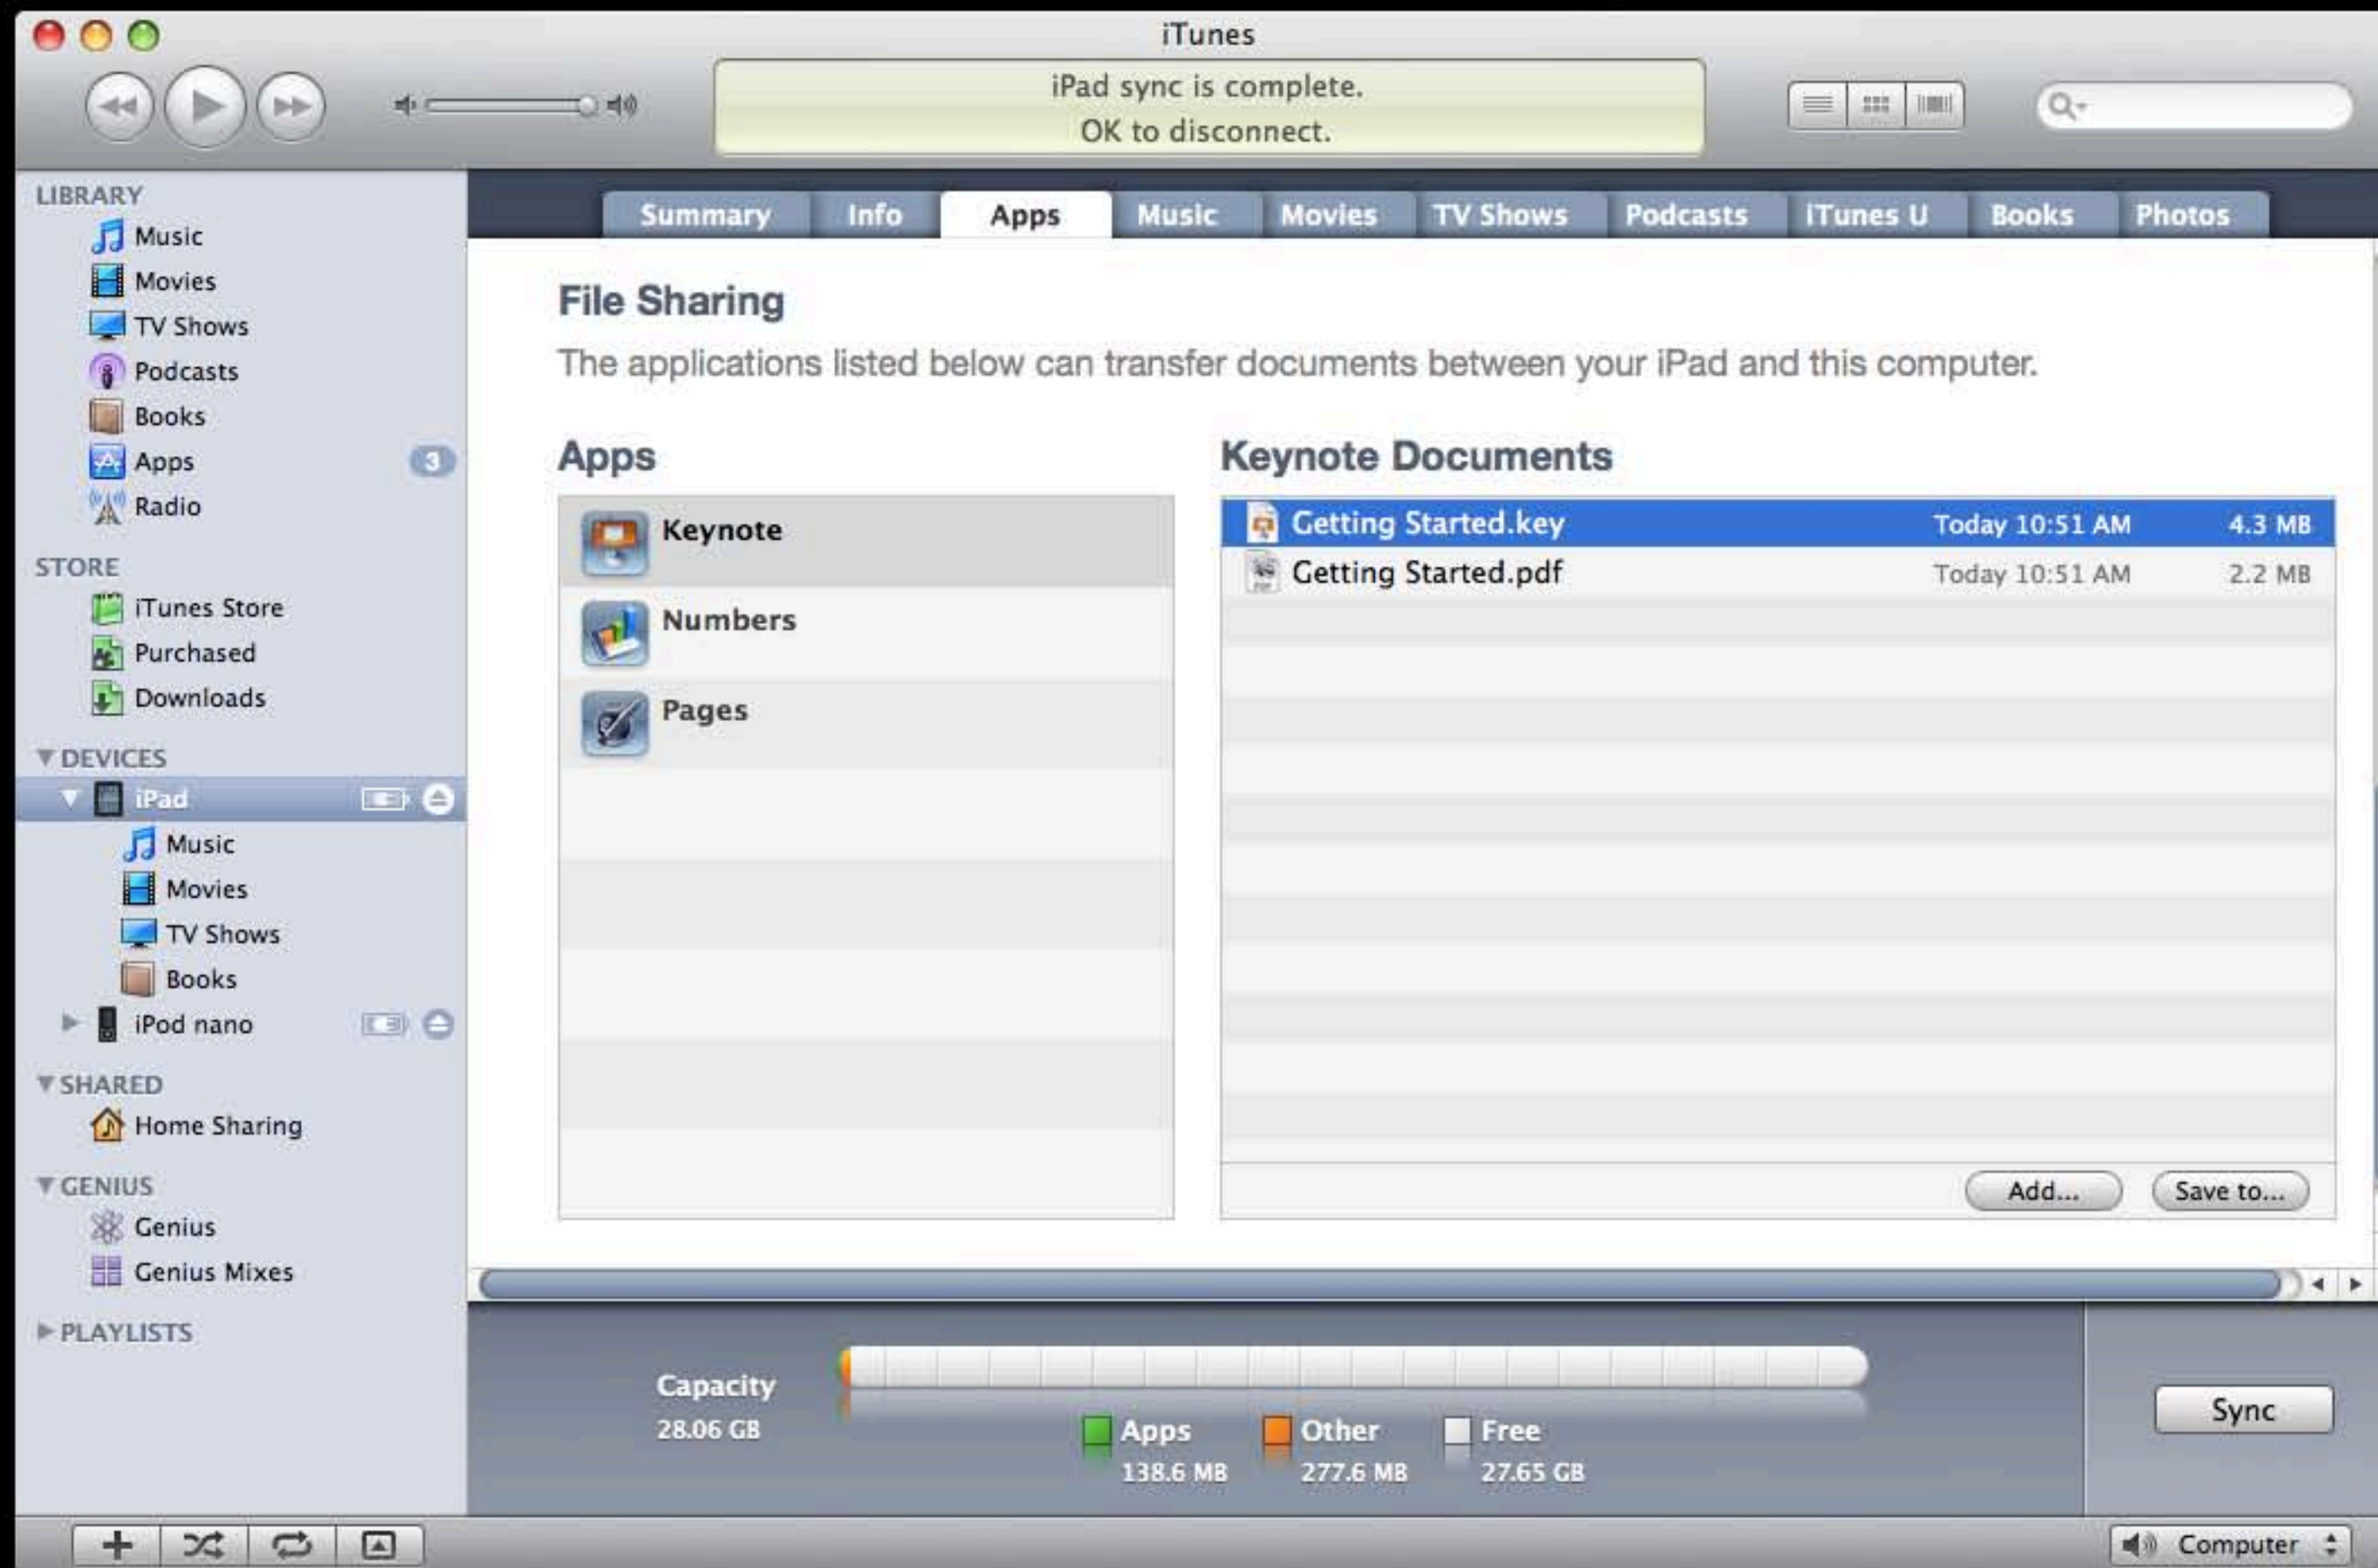 iTunes
iPad sync is complete.
OK to disconnect.
LIBRARY
Music
Movies
TV Shows
Podcasts
Books
Apps 3
Radio
STORE
iTunes Store
Purchased
Downloads
DEVICES
iPad
Music
Movies
TV Shows
Books
iPod nano
SHARED
Home Sharing
GENIUS
Genius
Genius Mixes
PLAYLISTS
Summary Info Apps Music Movies TV Shows Podcasts iTunes U Books Photos
File Sharing
The applications listed below can transfer documents between your iPad and this computer.
Apps
Keynote
Numbers
Pages
Keynote Documents
Getting Started.key Today 10:51 AM 4.3 MB
Getting Started.pdf Today 10:51 AM 2.2 MB
Add... Save to...
Capacity
28.06 GB
Apps Other Free
138.6 MB 277.6 MB 27.65 GB
Sync
Computer